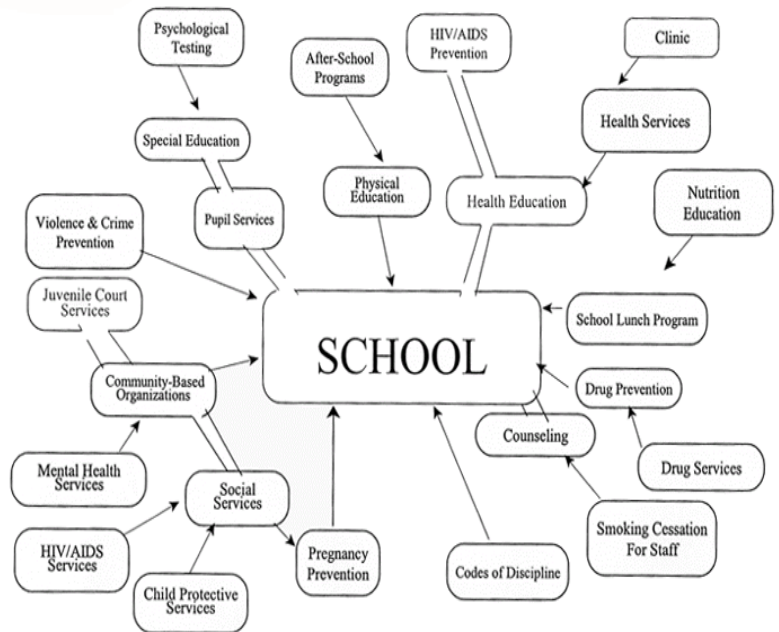 Psychological
Testing
After-School
Programs
HIV/AIDS
Prevention
Clinic
Health Services
Special Education
Physical
Education
Health Education
Nutrition
Education
Pupil Services
Violence & Crime
Prevention
Juvenile Court
Services
School Lunch Program
SCHOOL
Community-Based
Organizations
Drug Prevention
Counseling
Drug Services
Mental Health
Services
Social
Services
Smoking Cessation
For Staff
HIV/AIDS
Services
Pregnancy
Prevention
Codes of Discipline
Child Protective
Services